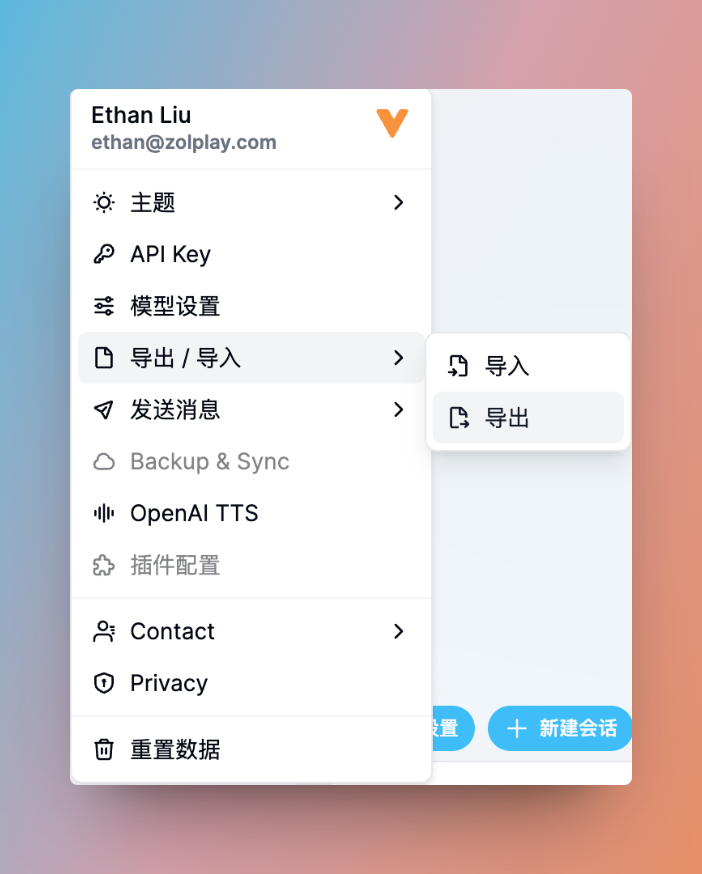 Ethan Liu
ethan@zolplay.com
主题
API Key
模型设置
导出 / 导入
导入
发送消息
导出
Backup & Sync
OpenAI TTS
插件配置
Contact
Privacy
置
新建会话
重置数据